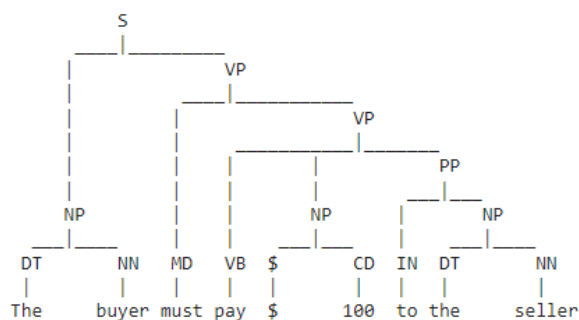 S
VP
VP
PP
NP NP NP
DT NN MD VB $ CD IN DT NN
The buyer must pay $ 100 to the seller